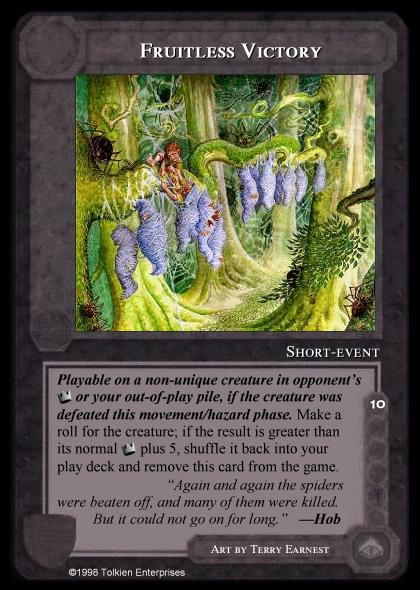 Fruitless Victory
Short-event
Playable on a non-unique creature in opponent's
or your out-of-play pile, if the creature was
defeated this movement/hazard phase. Make a
roll for the creature; if the result is greater than
its normal plus 5, shuffle it back into your
play deck and remove this card from the game.
10
“Again and again the spiders
were beaten off, and many of them were killed.
But it could not go on for long.” —Hob
Art by Terry Earnest
©1998 Tolkien Enterprises